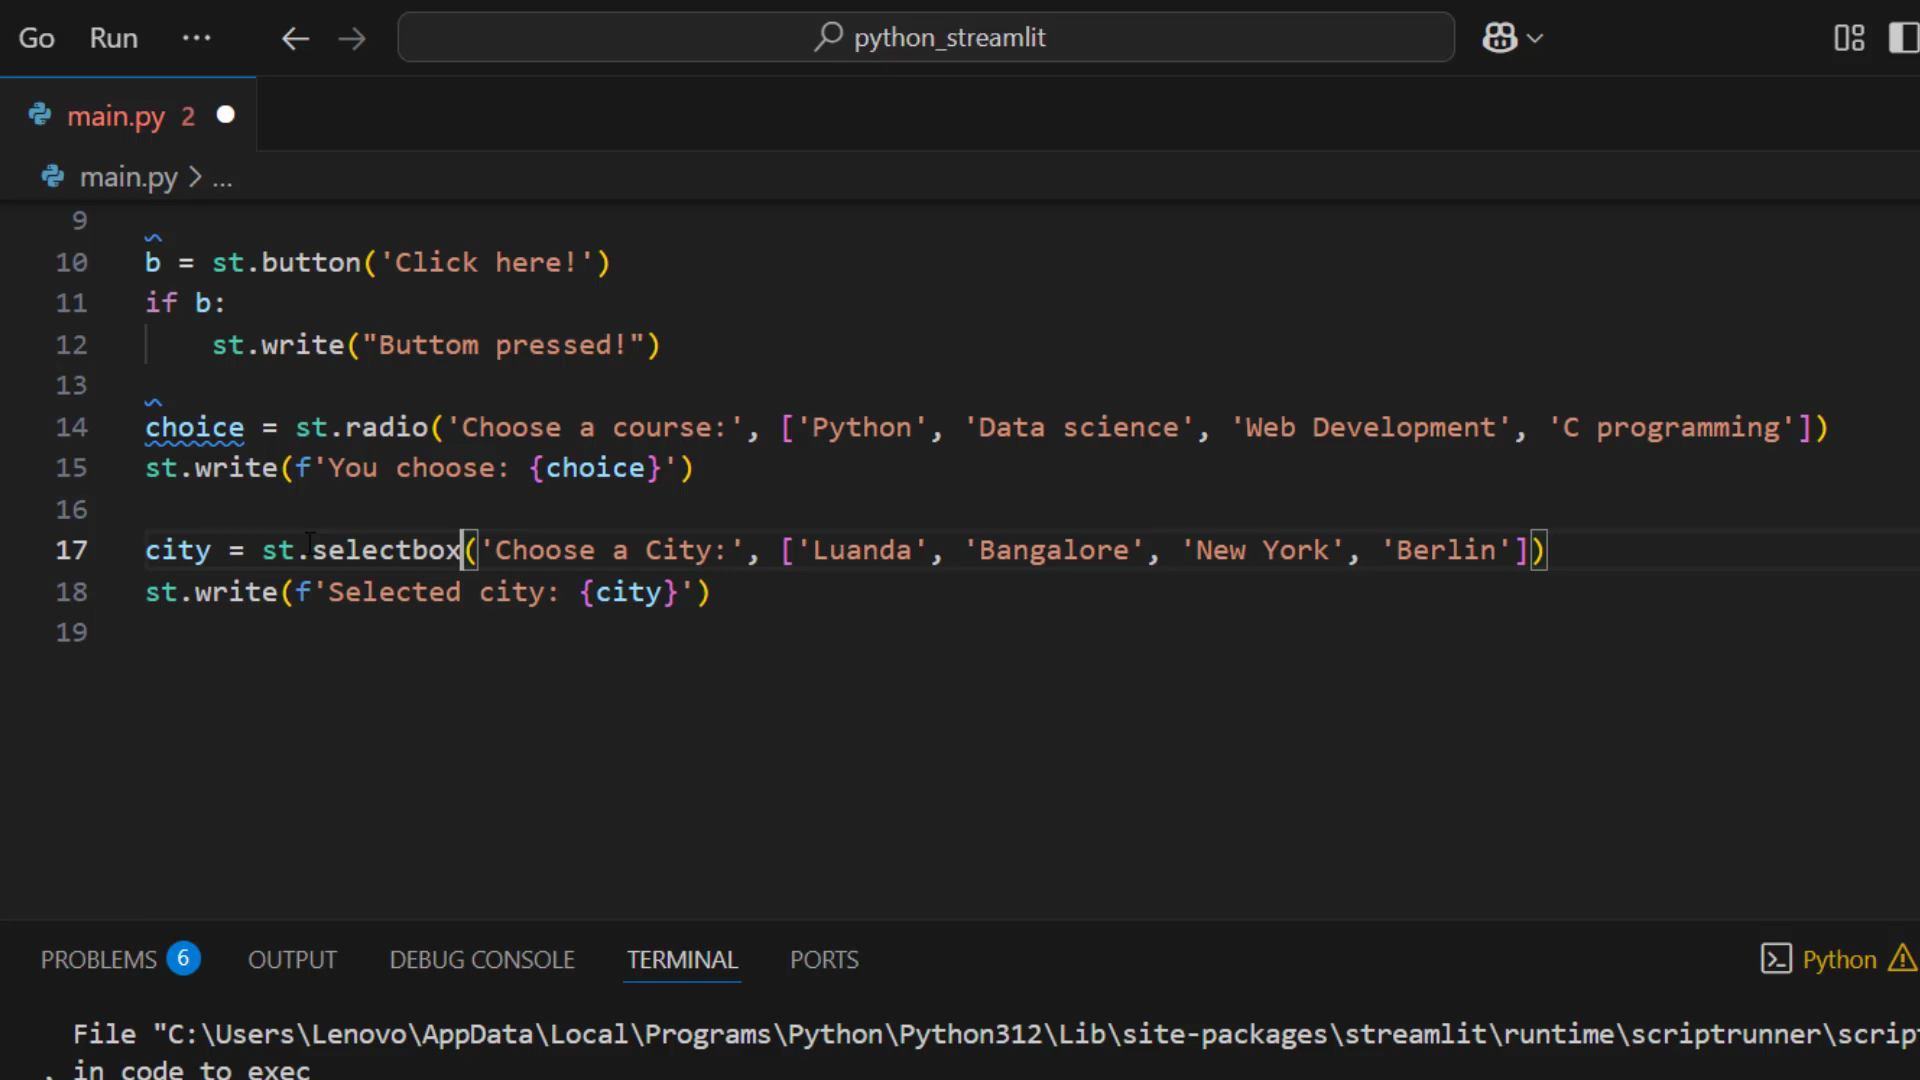 Go Run ··· python_streamlit
main.py 2
main.py > ...
9
10 b = st.button('Click here!')
11 if b:
12     st.write("Buttom pressed!")
13
14 choice = st.radio('Choose a course:', ['Python', 'Data science', 'Web Development', 'C programming'])
15 st.write(f'You choose: {choice}')
16
17 city = st.selectbox('Choose a City:', ['Luanda', 'Bangalore', 'New York', 'Berlin'])
18 st.write(f'Selected city: {city}')
19
PROBLEMS 6 OUTPUT DEBUG CONSOLE TERMINAL PORTS Python
File "C:\Users\Lenovo\AppData\Local\Programs\Python\Python312\Lib\site-packages\streamlit\runtime\scriptrunner\scrip
, in code to exec